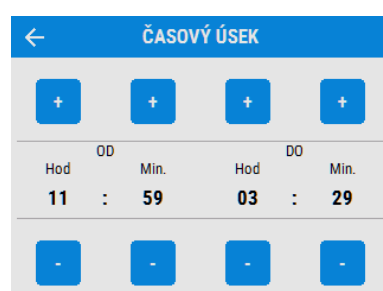 ČASOVÝ ÚSEK
+ + + +
OD DO
Hod Min. Hod Min.
11 : 59 03 : 29
- - - -